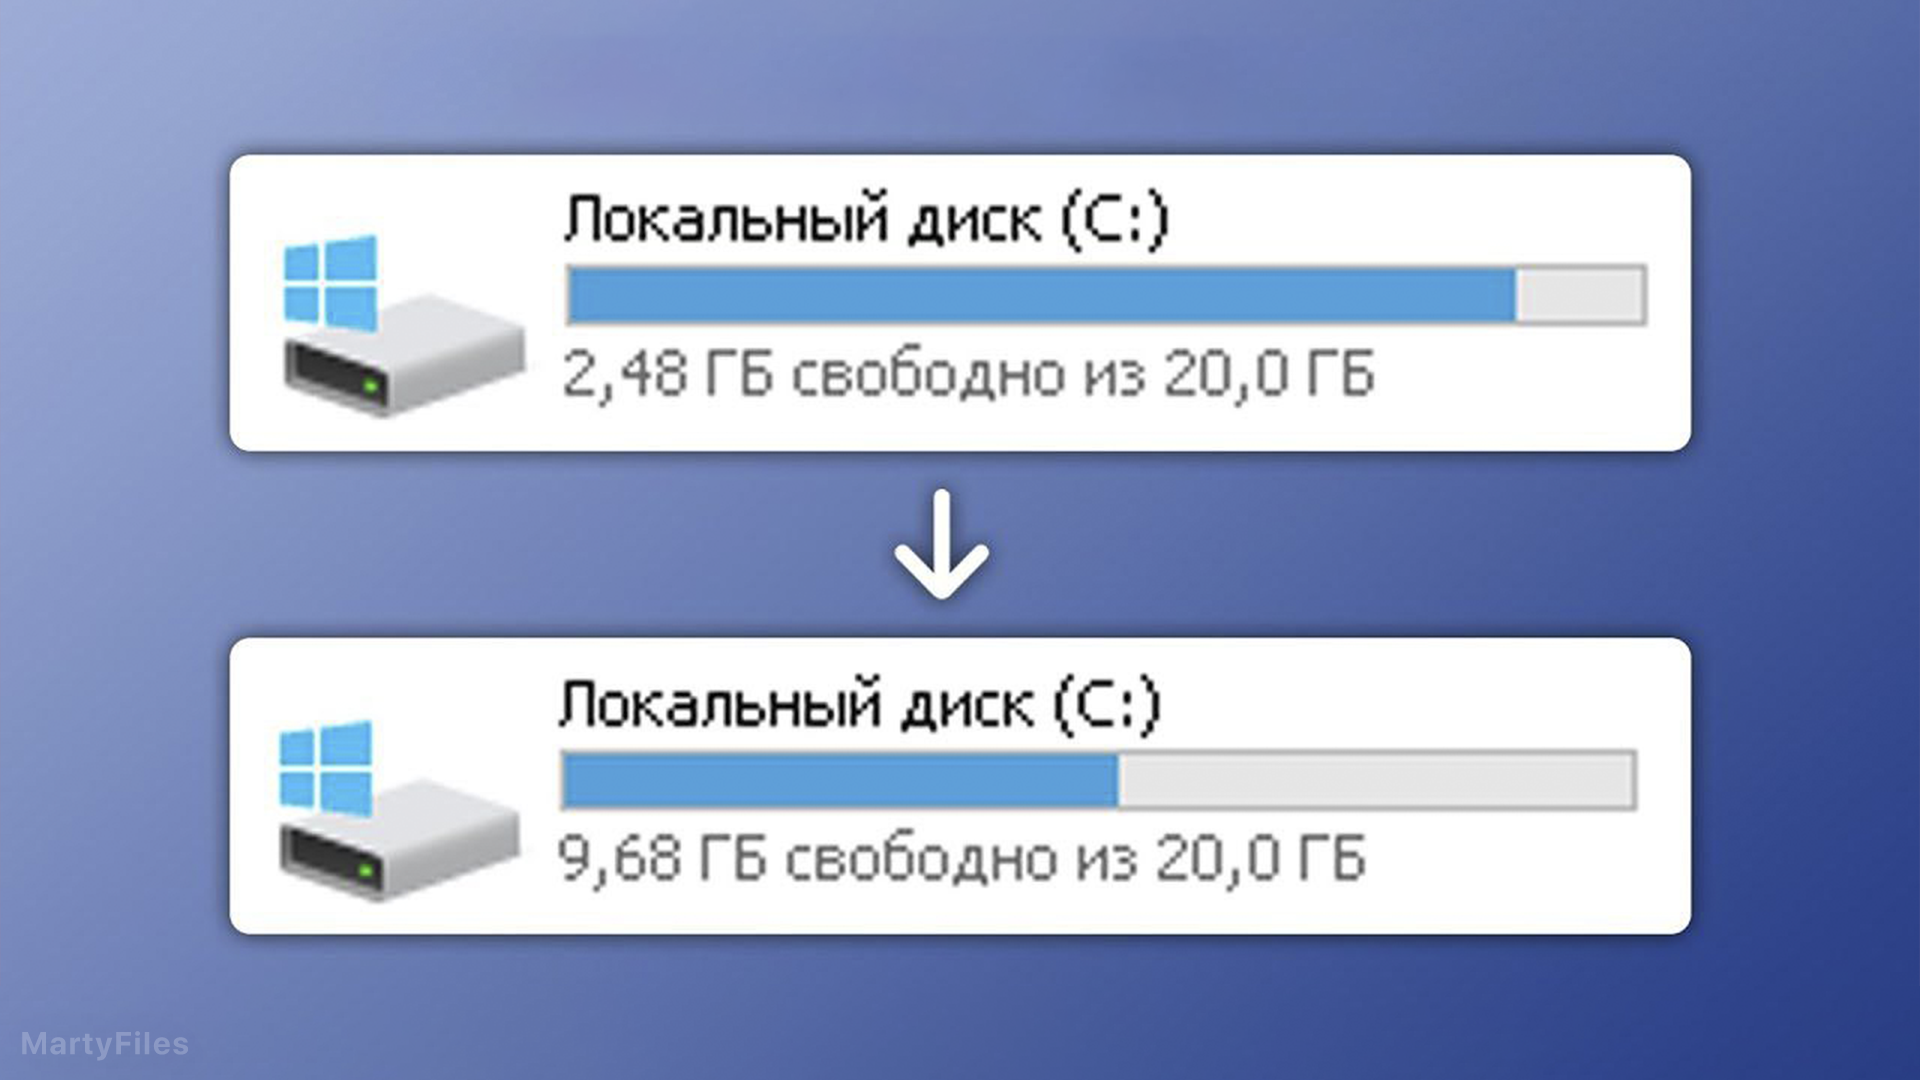 Локальный диск (C:)
2,48 ГБ свободно из 20,0 ГБ
Локальный диск (C:)
9,68 ГБ свободно из 20,0 ГБ
MartyFiles